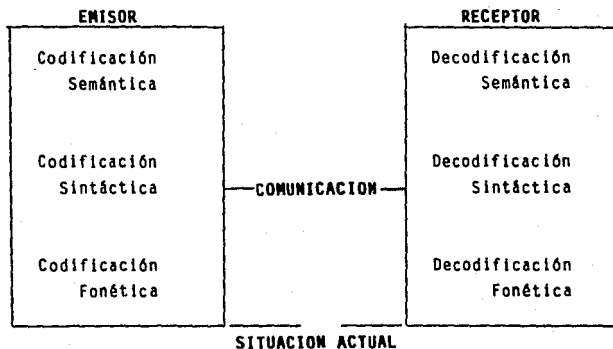 EMISOR
Codificación
Semántica
Codificación
Sintáctica
Codificación
Fonética
COMUNICACION
RECEPTOR
Decodificación
Semántica
Decodificación
Sintáctica
Decodificación
Fonética
SITUACION ACTUAL